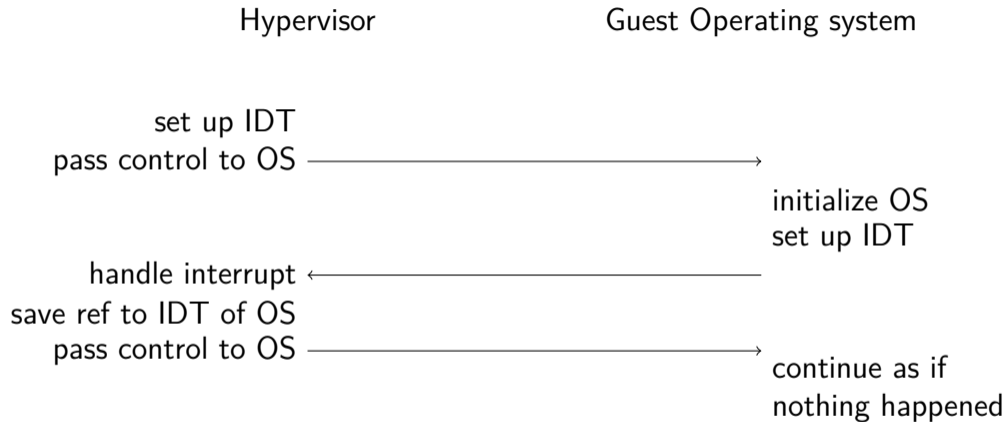 Hypervisor
Guest Operating system
set up IDT
pass control to OS
initialize OS
set up IDT
handle interrupt
save ref to IDT of OS
pass control to OS
continue as if
nothing happened